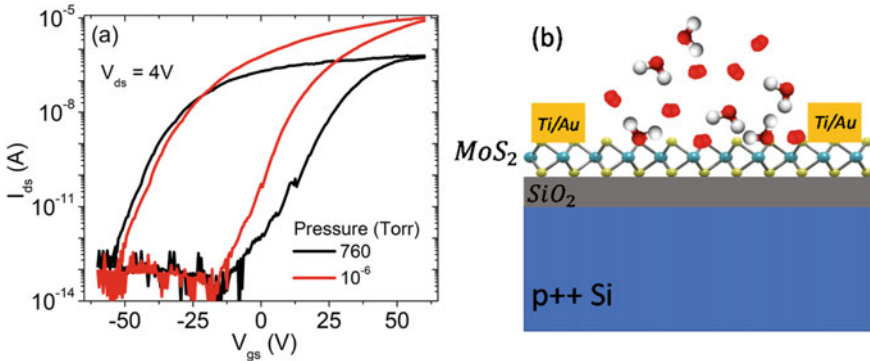 (a)
V_ds = 4V
I_ds (A)
10^-5
10^-8
10^-11
10^-14
Pressure (Torr)
760
10^-6
-50 -25 0 25 50
V_gs (V)
(b)
Ti/Au Ti/Au
MoS_2
SiO_2
p++ Si